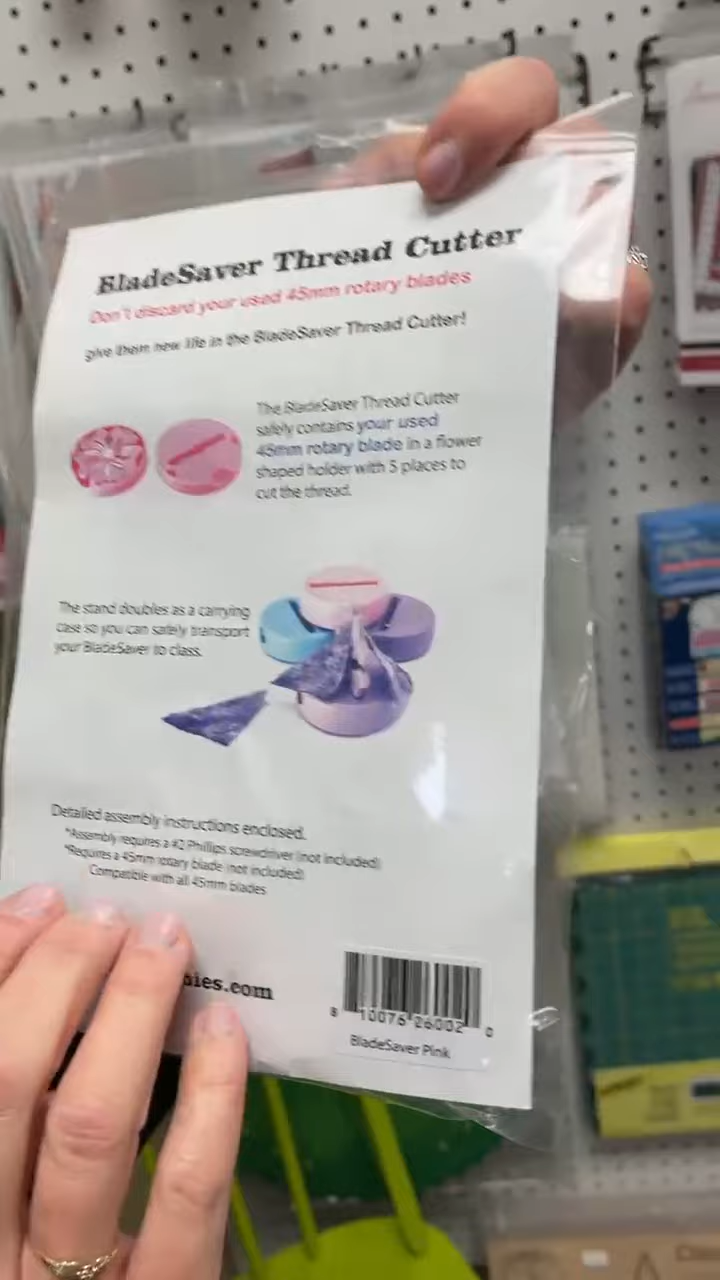 BladeSaver Thread Cutter
Don't discard your used 45mm rotary blades
give them new life in the BladeSaver Thread Cutter!
The BladeSaver Thread Cutter
safely contains your used
45mm rotary blade in a flower
shaped holder with 5 places to
cut the thread.
The stand doubles as a carrying
case so you can safely transport
your BladeSaver to class.
Detailed assembly instructions enclosed.
*Assembly requires a #2 Phillips screwdriver (not included)
*Requires a 45mm rotary blade (not included)
Compatible with all 45mm blades
ies.com
8 10076 26002 0
BladeSaver Pink